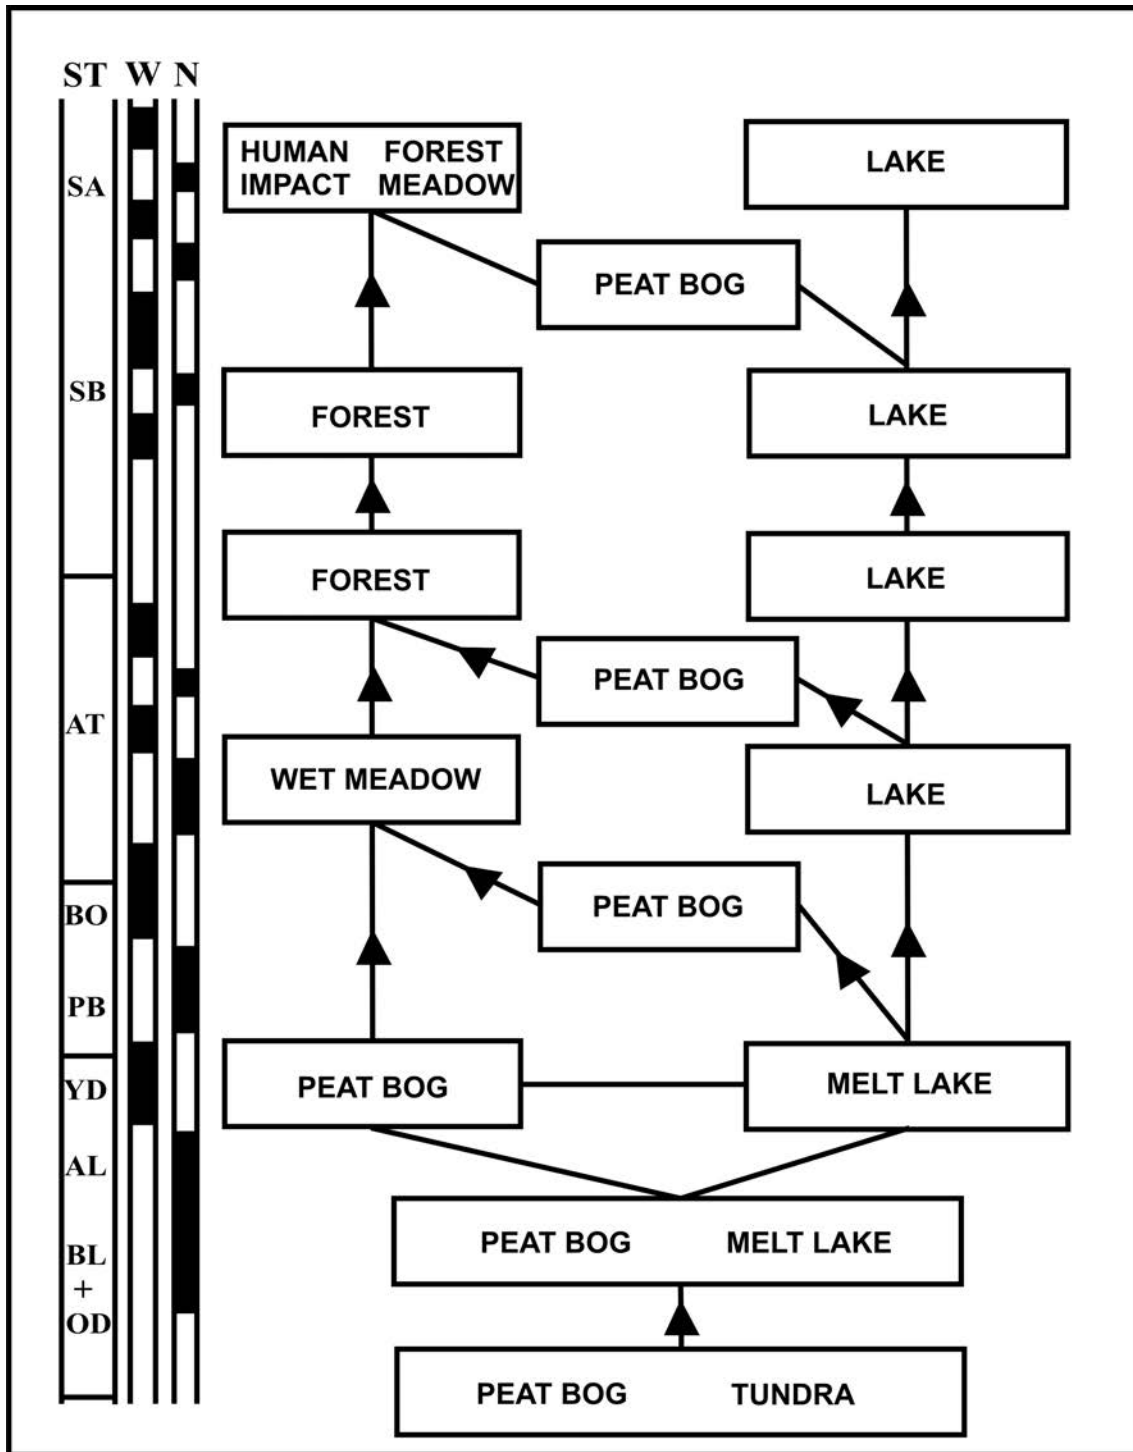 ST W N
SA
SB
AT
BO
PB
YD
AL
BL
+
OD
HUMAN FOREST
IMPACT MEADOW
LAKE
PEAT BOG
FOREST
LAKE
FOREST
LAKE
PEAT BOG
WET MEADOW
LAKE
PEAT BOG
PEAT BOG
MELT LAKE
PEAT BOG MELT LAKE
PEAT BOG TUNDRA